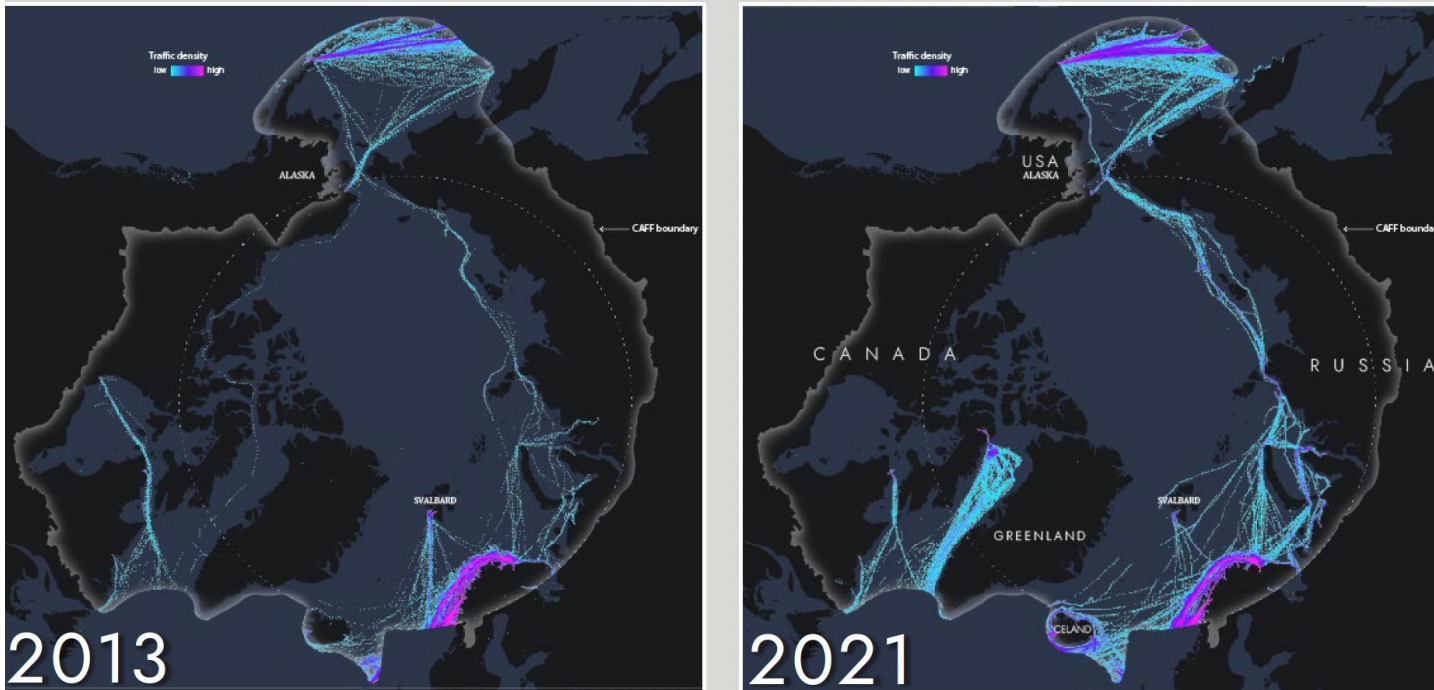 Traffic density
low high
ALASKA
CAFF boundary
SVALBARD
2013
Traffic density
low high
USA
ALASKA
CAFF bounda
CANADA
RUSSIA
SVALBARD
GREENLAND
ICELAND
2021